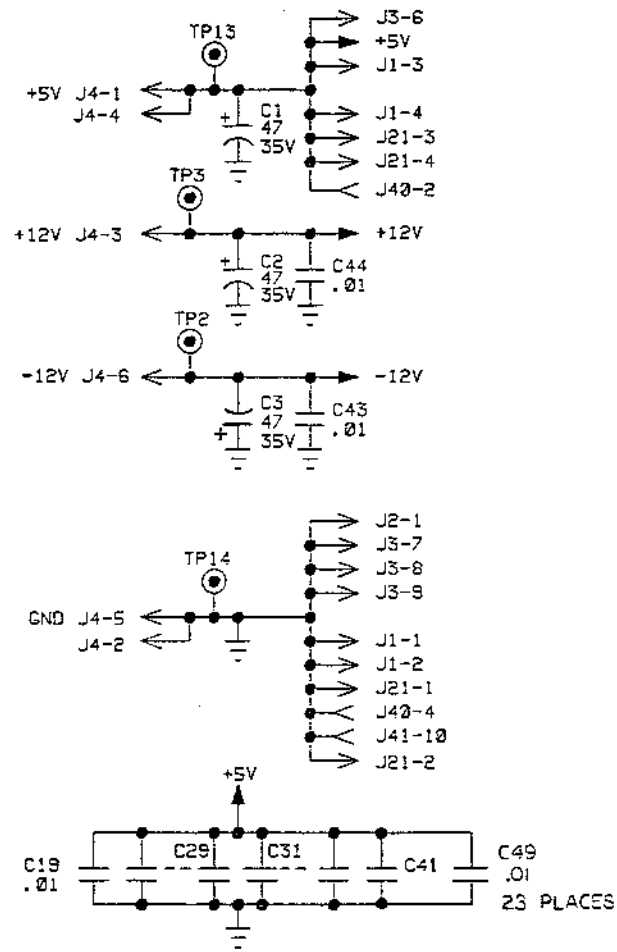 J3-6
TP13
+5V
J1-3
+5V J4-1
J4-4
C1
47
35V
J1-4
J21-3
J21-4
J40-2
TP3
+12V J4-3
+12V
C2
47
35V
C44
.01
TP2
-12V J4-6
-12V
C3
47
35V
C43
.01
J2-1
J3-7
TP14
J3-8
J3-9
GND J4-5
J4-2
J1-1
J1-2
J21-1
J40-4
J41-10
J21-2
+5V
C19
.01
C29
C31
C41
C49
.01
23 PLACES